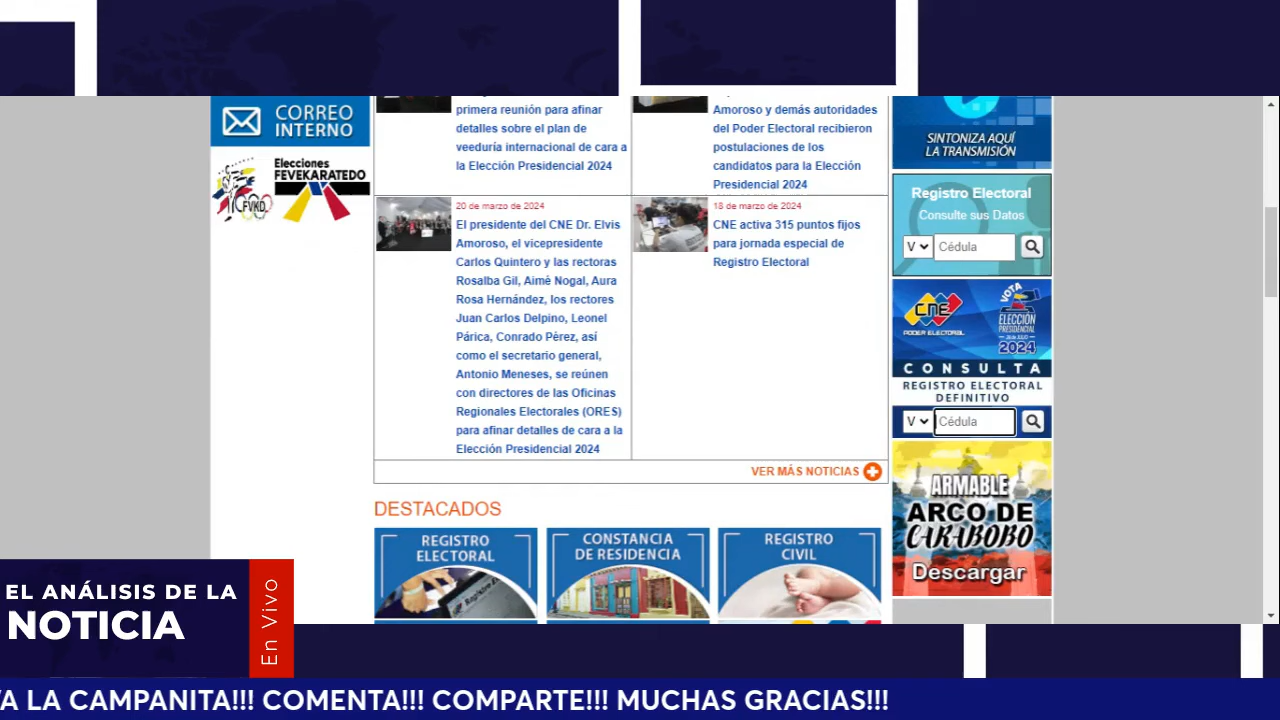 CORREO
INTERNO
Elecciones
FEVEKARATEDO
FVKD
primera reunión para afinar
detalles sobre el plan de
veeduría internacional de cara a
la Elección Presidencial 2024
Amoroso y demás autoridades
del Poder Electoral recibieron
postulaciones de los
candidatos para la Elección
Presidencial 2024
20 de marzo de 2024
El presidente del CNE Dr. Elvis
Amoroso, el vicepresidente
Carlos Quintero y las rectoras
Rosalba Gil, Aimé Nogal, Aura
Rosa Hernández, los rectores
Juan Carlos Delpino, Leonel
Párica, Conrado Pérez, así
como el secretario general,
Antonio Meneses, se reúnen
con directores de las Oficinas
Regionales Electorales (ORES)
para afinar detalles de cara a la
Elección Presidencial 2024
18 de marzo de 2024
CNE activa 315 puntos fijos
para jornada especial de
Registro Electoral
VER MÁS NOTICIAS
DESTACADOS
REGISTRO
ELECTORAL
CONSTANCIA
DE RESIDENCIA
REGISTRO
CIVIL
SINTONIZA AQUÍ
LA TRANSMISIÓN
Registro Electoral
Consulte sus Datos
V Cédula
CNE
PODER ELECTORAL
VOTA
ELECCIÓN
PRESIDENCIAL
2024
CONSULTA
REGISTRO ELECTORAL
DEFINITIVO
V Cédula
ARMABLE
ARCO DE
CARABOBO
Descargar
EL ANÁLISIS DE LA
NOTICIA
En Vivo
VA LA CAMPANITA!!! COMENTA!!! COMPARTE!!! MUCHAS GRACIAS!!!